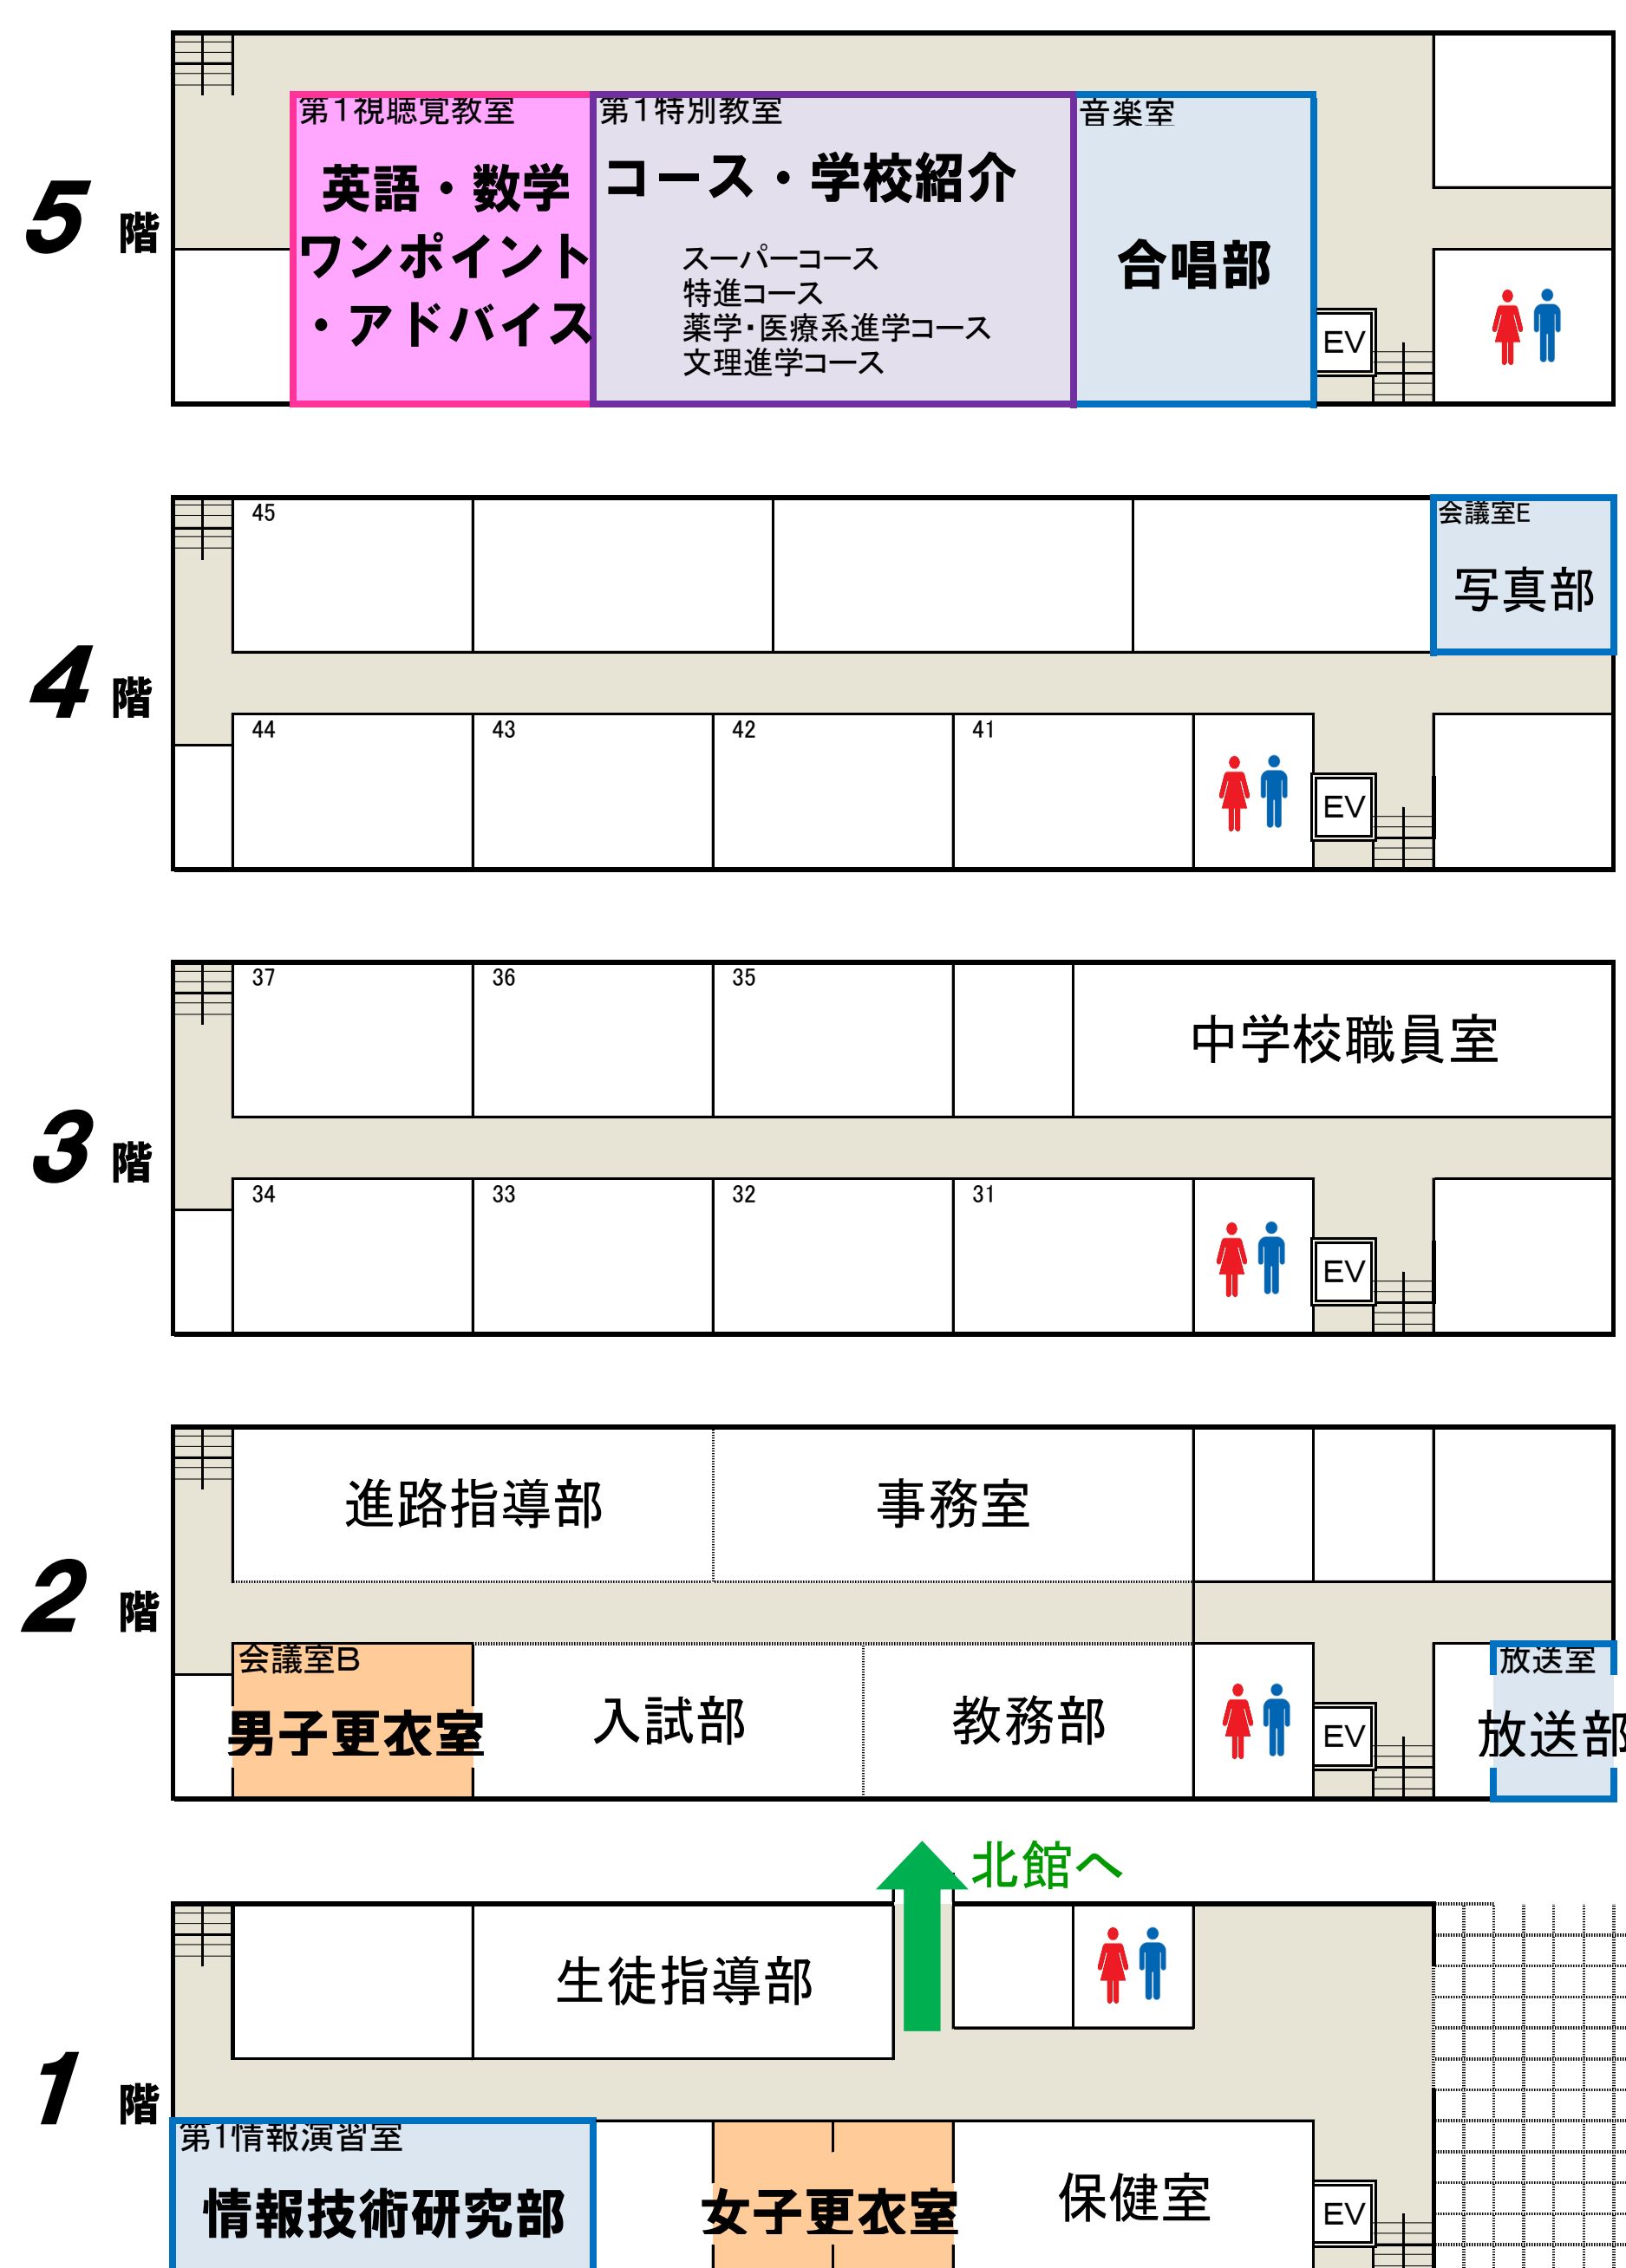 5 階
第1視聴覚教室
英語・数学
ワンポイント
・アドバイス
第1特別教室
コース・学校紹介
スーパーコース
特進コース
薬学・医療系進学コース
文理進学コース
音楽室
合唱部
EV
4 階
45
会議室E
写真部
44
43
42
41
EV
3 階
37
36
35
中学校職員室
34
33
32
31
EV
2 階
進路指導部
事務室
会議室B
男子更衣室
入試部
教務部
EV
放送室
放送部
北館へ
1 階
生徒指導部
第1情報演習室
情報技術研究部
女子更衣室
保健室
EV